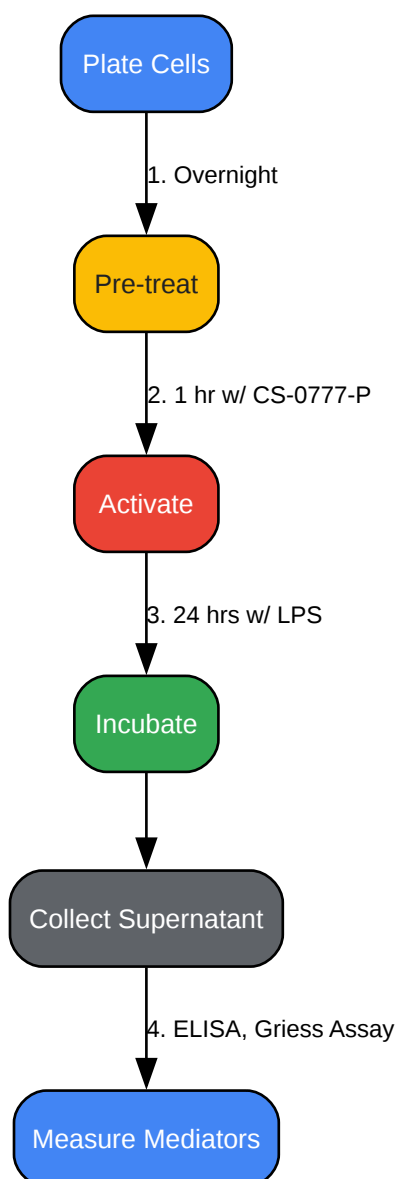 Plate Cells
1. Overnight
Pre-treat
2. 1 hr w/ CS-0777-P
Activate
3. 24 hrs w/ LPS
Incubate
Collect Supernatant
4. ELISA, Griess Assay
Measure Mediators